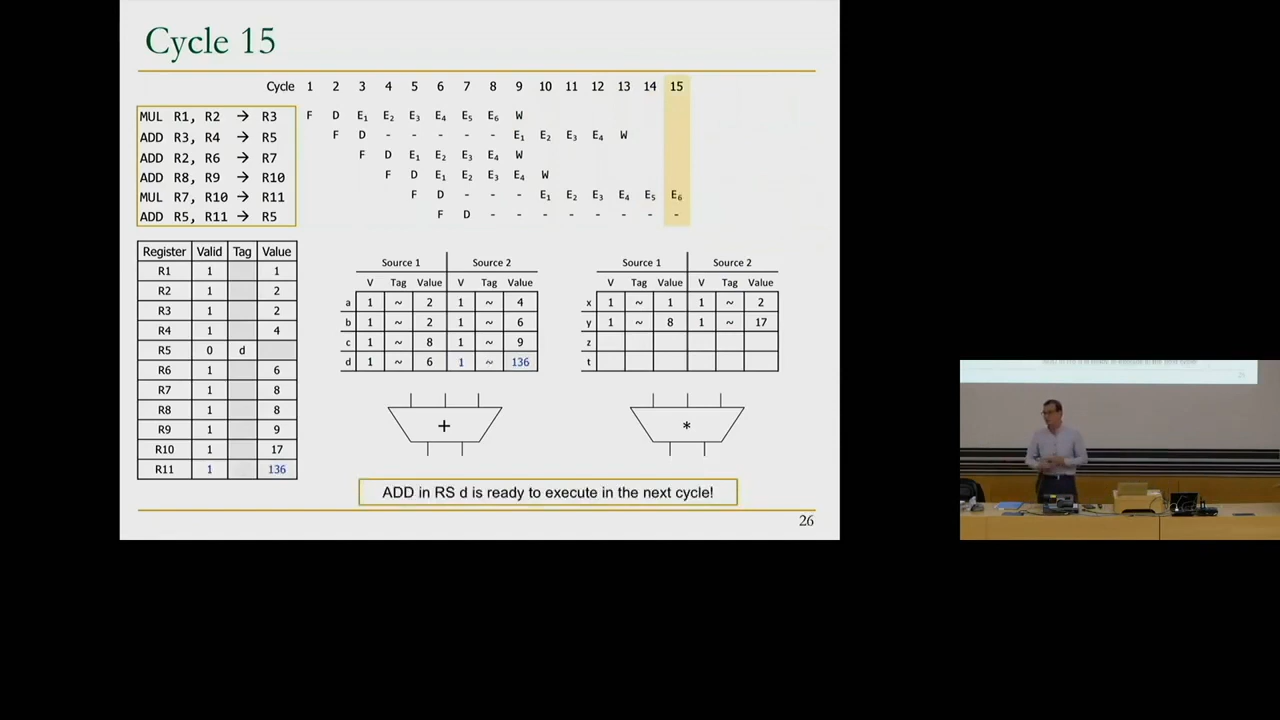 Cycle 15
Cycle 1 2 3 4 5 6 7 8 9 10 11 12 13 14 15
MUL R1, R2 → R3 F D E₁ E₂ E₃ E₄ E₅ E₆ W
ADD R3, R4 → R5 F D - - - - - E₁ E₂ E₃ E₄ W
ADD R2, R6 → R7 F D E₁ E₂ E₃ E₄ W
ADD R8, R9 → R10 F D E₁ E₂ E₃ E₄ W
MUL R7, R10 → R11 F D - - - E₁ E₂ E₃ E₄ E₅ E₆
ADD R5, R11 → R5 F D - - - - - - - -
Register Valid Tag Value
R1 1 1
R2 1 2
R3 1 2
R4 1 4
R5 0 d
R6 1 6
R7 1 8
R8 1 8
R9 1 9
R10 1 17
R11 1 136
Source 1 Source 2
V Tag Value V Tag Value
a 1 ~ 2 1 ~ 4
b 1 ~ 2 1 ~ 6
c 1 ~ 8 1 ~ 9
d 1 ~ 6 1 ~ 136
+
Source 1 Source 2
V Tag Value V Tag Value
x 1 ~ 1 1 ~ 2
y 1 ~ 8 1 ~ 17
z
t
*
ADD in RS d is ready to execute in the next cycle!
26